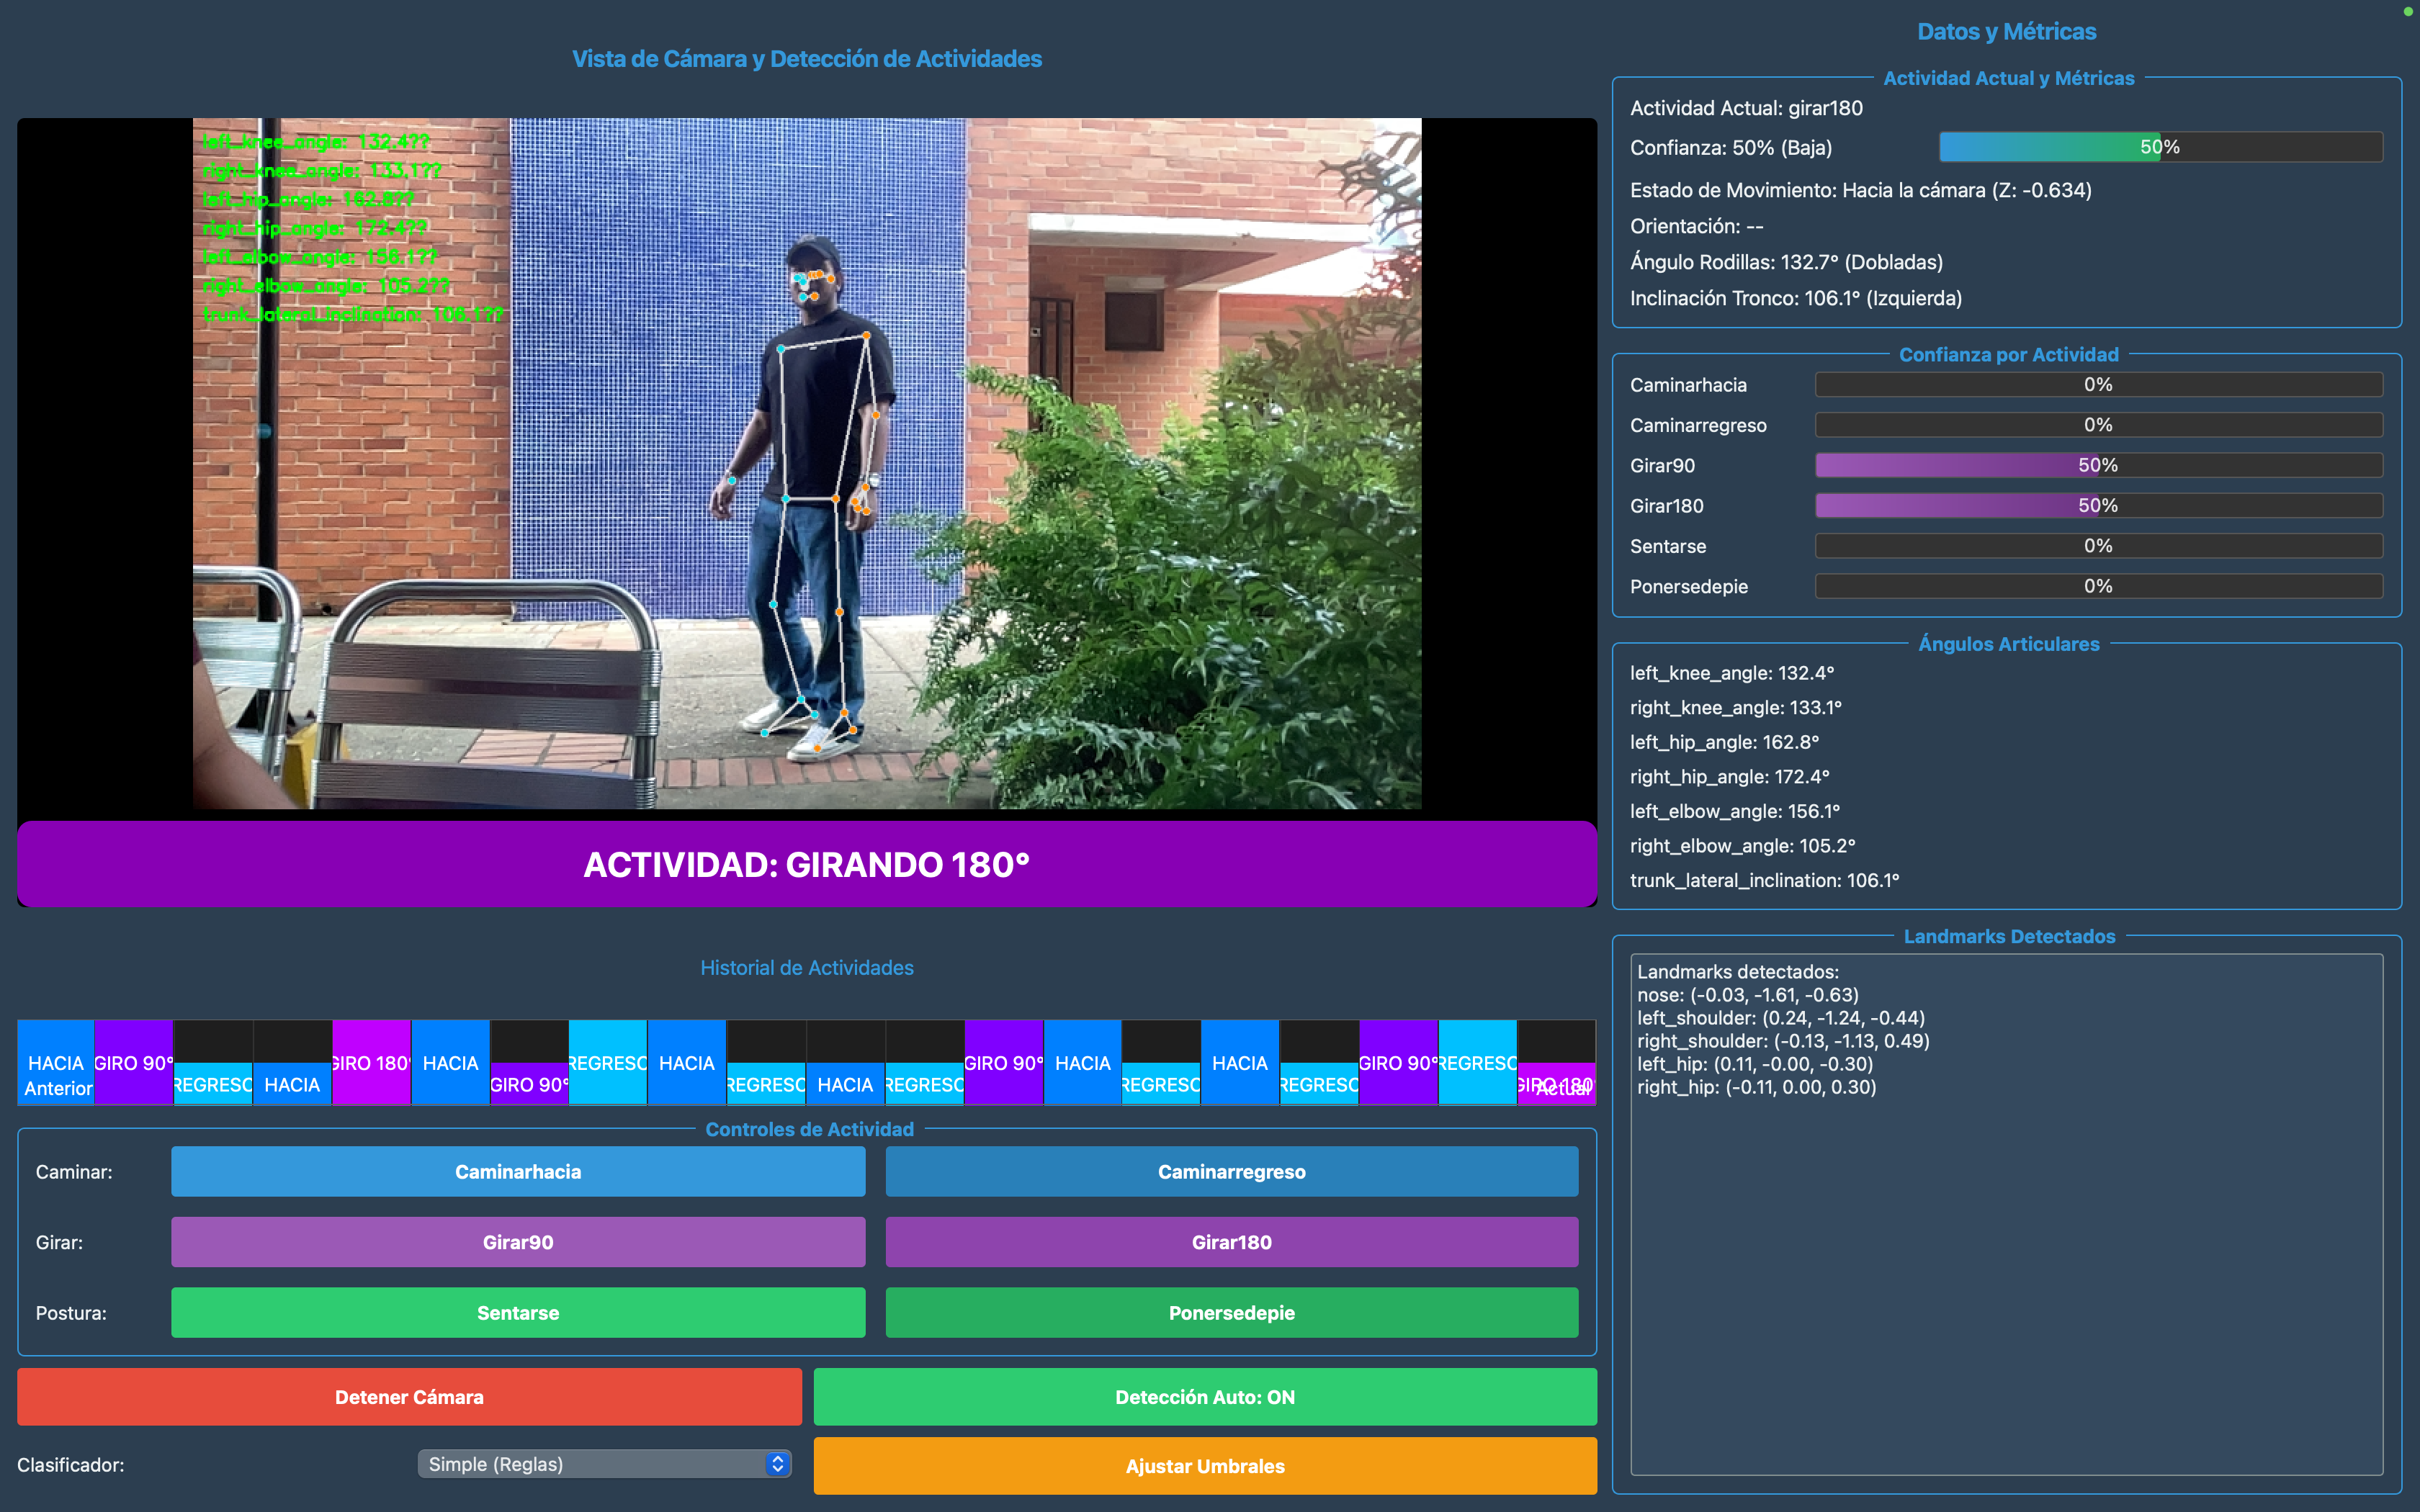 Vista de Cámara y Detección de Actividades
left_knee_angle: 132.4??
right_knee_angle: 133.1??
left_hip_angle: 162.8??
right_hip_angle: 172.4??
left_elbow_angle: 156.1??
right_elbow_angle: 105.2??
trunk_lateral_inclination: 106.1??
ACTIVIDAD: GIRANDO 180°
Historial de Actividades
HACIA GIRO 90° REGRESO HACIA GIRO 180° HACIA GIRO 90° REGRESO HACIA REGRESO HACIA REGRESO GIRO 90° HACIA REGRESO HACIA REGRESO GIRO 90° REGRESO GIRO 180°
Anterior Actual
Controles de Actividad
Caminar: Caminarhacia Caminarregreso
Girar: Girar90 Girar180
Postura: Sentarse Ponersedepie
Detener Cámara Detección Auto: ON
Clasificador: Simple (Reglas) Ajustar Umbrales
Datos y Métricas
Actividad Actual y Métricas
Actividad Actual: girar180
Confianza: 50% (Baja) 50%
Estado de Movimiento: Hacia la cámara (Z: -0.634)
Orientación: --
Ángulo Rodillas: 132.7° (Dobladas)
Inclinación Tronco: 106.1° (Izquierda)
Confianza por Actividad
Caminarhacia 0%
Caminarregreso 0%
Girar90 50%
Girar180 50%
Sentarse 0%
Ponersedepie 0%
Ángulos Articulares
left_knee_angle: 132.4°
right_knee_angle: 133.1°
left_hip_angle: 162.8°
right_hip_angle: 172.4°
left_elbow_angle: 156.1°
right_elbow_angle: 105.2°
trunk_lateral_inclination: 106.1°
Landmarks Detectados
Landmarks detectados:
nose: (-0.03, -1.61, -0.63)
left_shoulder: (0.24, -1.24, -0.44)
right_shoulder: (-0.13, -1.13, 0.49)
left_hip: (0.11, -0.00, -0.30)
right_hip: (-0.11, 0.00, 0.30)